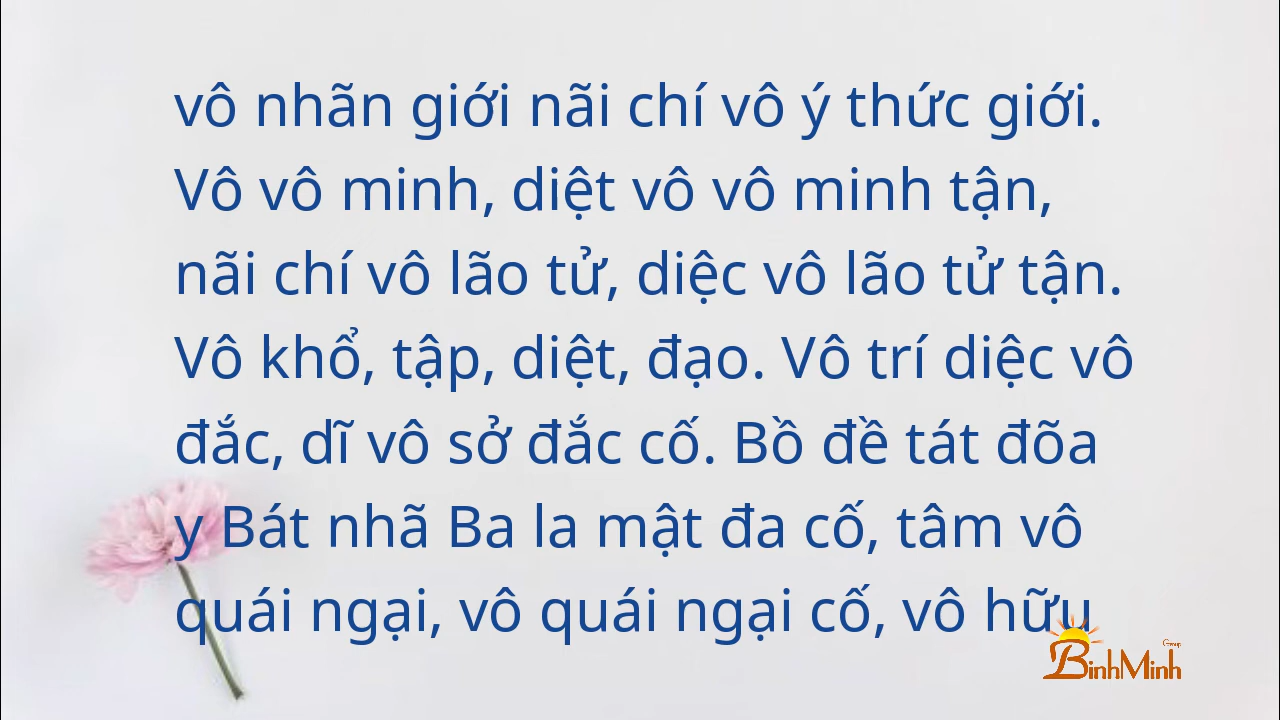 vô nhãn giới nãi chí vô ý thức giới.
Vô vô minh, diệt vô vô minh tận,
nãi chí vô lão tử, diệc vô lão tử tận.
Vô khổ, tập, diệt, đạo. Vô trí diệc vô
đắc, dĩ vô sở đắc cố. Bồ đề tát đõa
y Bát nhã Ba la mật đa cố, tâm vô
quái ngại, vô quái ngại cố, vô hữu
Group
BinhMinh